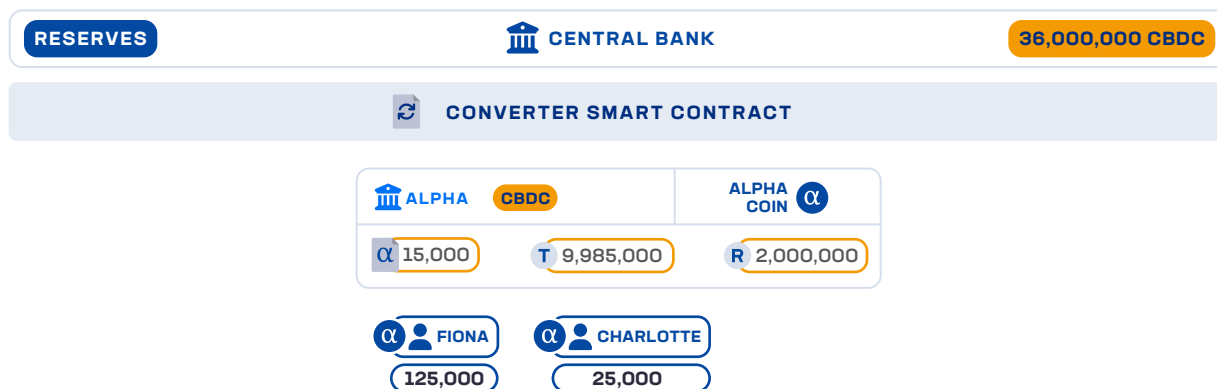 RESERVES
CENTRAL BANK
36,000,000 CBDC
CONVERTER SMART CONTRACT
ALPHA
CBDC
ALPHA
COIN
α
α 15,000
T 9,985,000
R 2,000,000
α FIONA
α CHARLOTTE
125,000
25,000